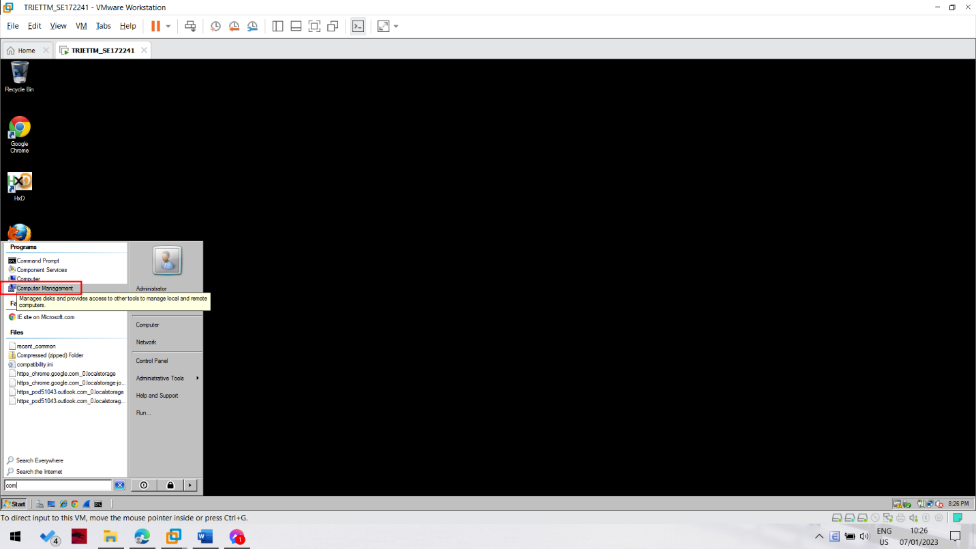 TRIETTM_SE172241 - VMware Workstation
File Edit View VM Tabs Help
Home
TRIETTM_SE172241
Recycle Bin
Google
Chrome
HxD
Programs
Command Prompt
Component Services
Computer
Computer Management
Manages disks and provides access to other tools to manage local and remote
computers.
IE site on Microsoft.com
Files
recent_common
Compressed (zipped) Folder
compatibility.ini
https_chrome.google.com_0.localstorage
https_chrome.google.com_0.localstorage-jo...
https_pod51043.outlook.com_0.localstorage
https_pod51043.outlook.com_0.localstorag...
Search Everywhere
Search the Internet
com
Administrator
Computer
Network
Control Panel
Administrative Tools
Help and Support
Run...
Start
8:26 PM
To direct input to this VM, move the mouse pointer inside or press Ctrl+G.
4
1
ENG
US
10:26
07/01/2023